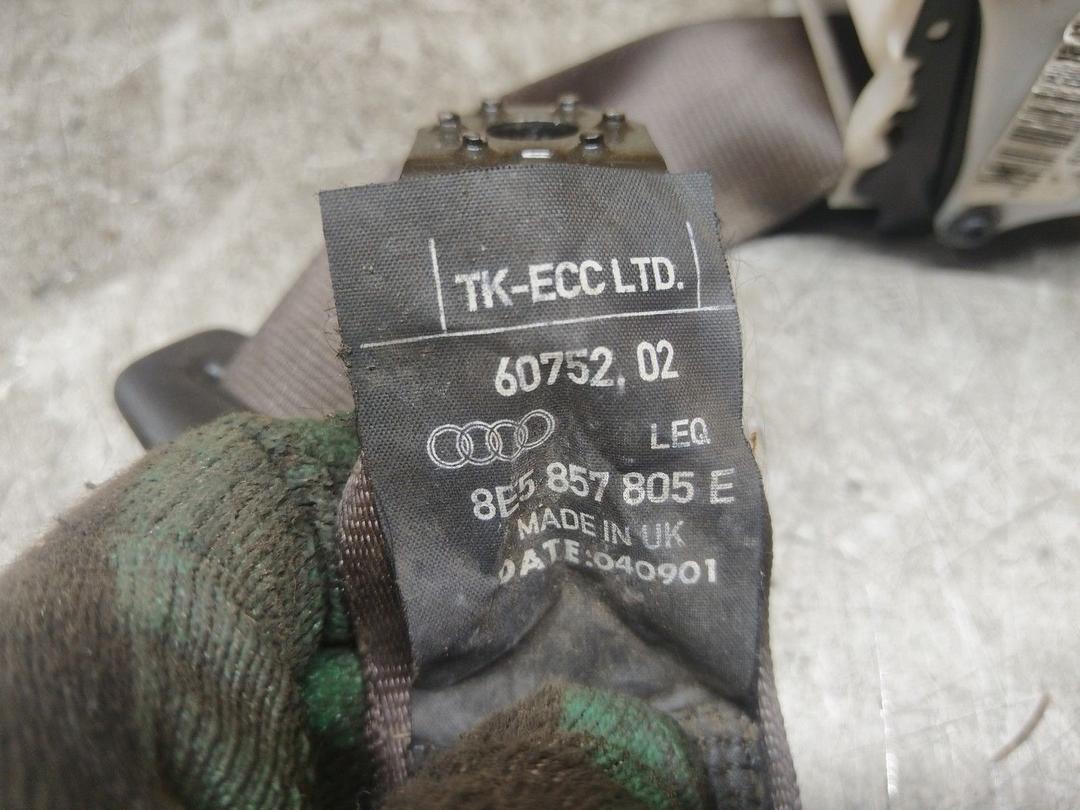 TK-ECC LTD.
60752.02
LEQ
8E5 857 805 E
MADE IN UK
DATE:040901